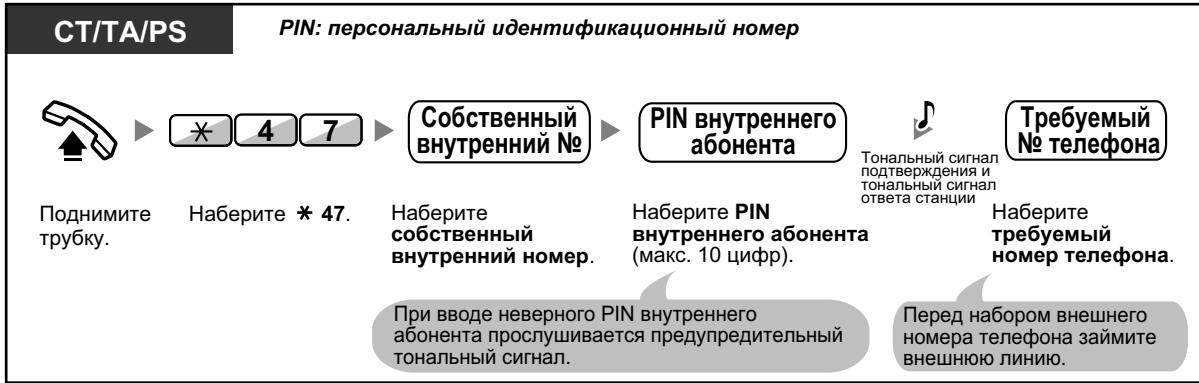 CT/TA/PS
PIN: персональный идентификационный номер
* 4 7
Собственный
внутренний №
PIN внутреннего
абонента
Тональный сигнал
подтверждения и
тональный сигнал
ответа станции
Требуемый
№ телефона
Поднимите
трубку.
Наберите * 47.
Наберите
собственный
внутренний номер.
Наберите PIN
внутреннего абонента
(макс. 10 цифр).
Наберите
требуемый
номер телефона.
При вводе неверного PIN внутреннего
абонента прослушивается предупредительный
тональный сигнал.
Перед набором внешнего
номера телефона займите
внешнюю линию.